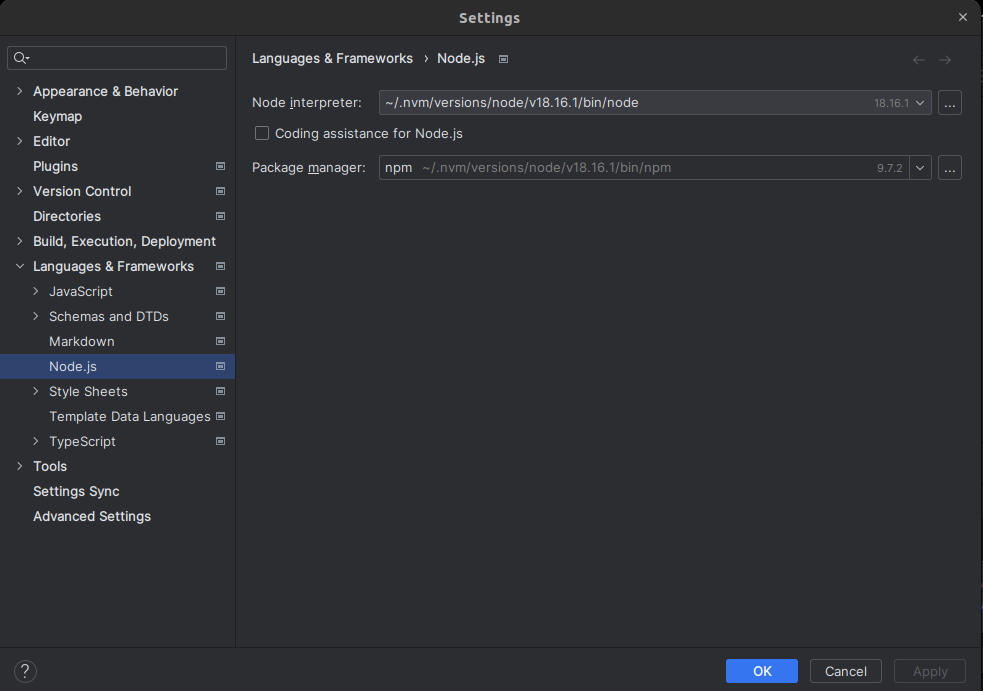 Settings
Languages & Frameworks › Node.js
Appearance & Behavior
Keymap
Editor
Plugins
Version Control
Directories
Build, Execution, Deployment
Languages & Frameworks
JavaScript
Schemas and DTDs
Markdown
Node.js
Style Sheets
Template Data Languages
TypeScript
Tools
Settings Sync
Advanced Settings
Node interpreter: ~/.nvm/versions/node/v18.16.1/bin/node 18.16.1 ...
Coding assistance for Node.js
Package manager: npm ~/.nvm/versions/node/v18.16.1/bin/npm 9.7.2 ...
? OK Cancel Apply